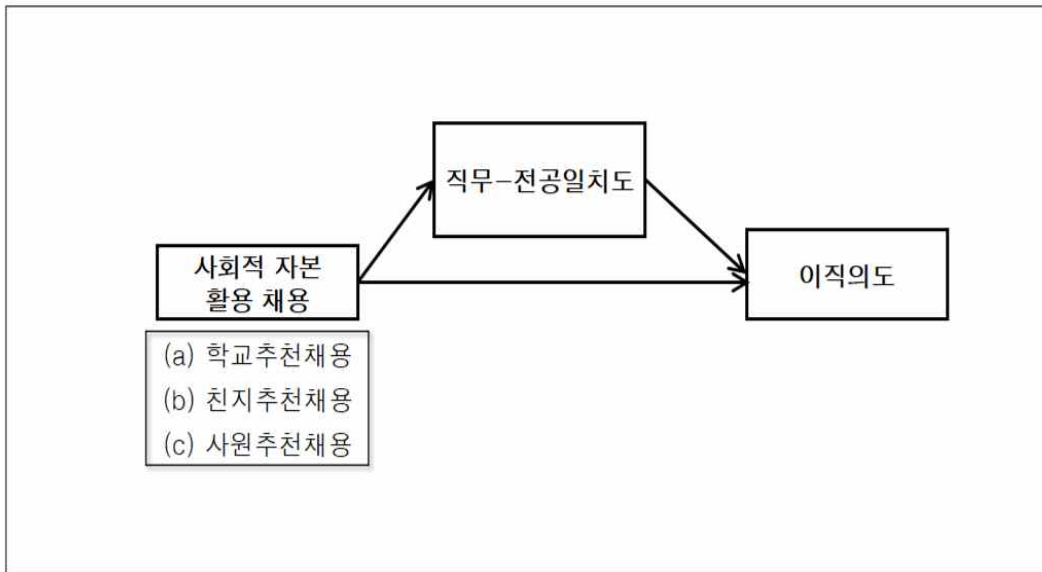 직무-전공일치도
사회적 자본
활용 채용
이직의도
(a) 학교추천채용
(b) 친지추천채용
(c) 사원추천채용